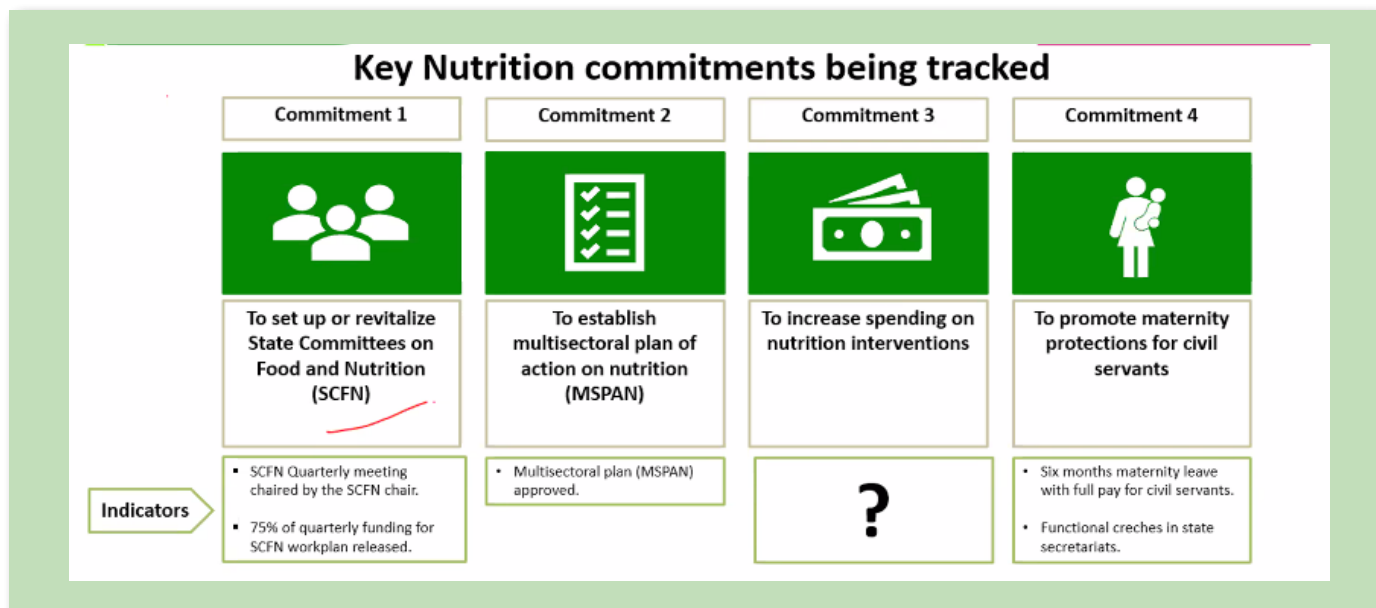 Key Nutrition commitments being tracked
Commitment 1
Commitment 2
Commitment 3
Commitment 4
To set up or revitalize
State Committees on
Food and Nutrition
(SCFN)
To establish
multisectoral plan of
action on nutrition
(MSPAN)
To increase spending on
nutrition interventions
To promote maternity
protections for civil
servants
Indicators
▪ SCFN Quarterly meeting
chaired by the SCFN chair.
▪ 75% of quarterly funding for
SCFN workplan released.
• Multisectoral plan (MSPAN)
approved.
?
• Six months maternity leave
with full pay for civil servants.
• Functional creches in state
secretariats.